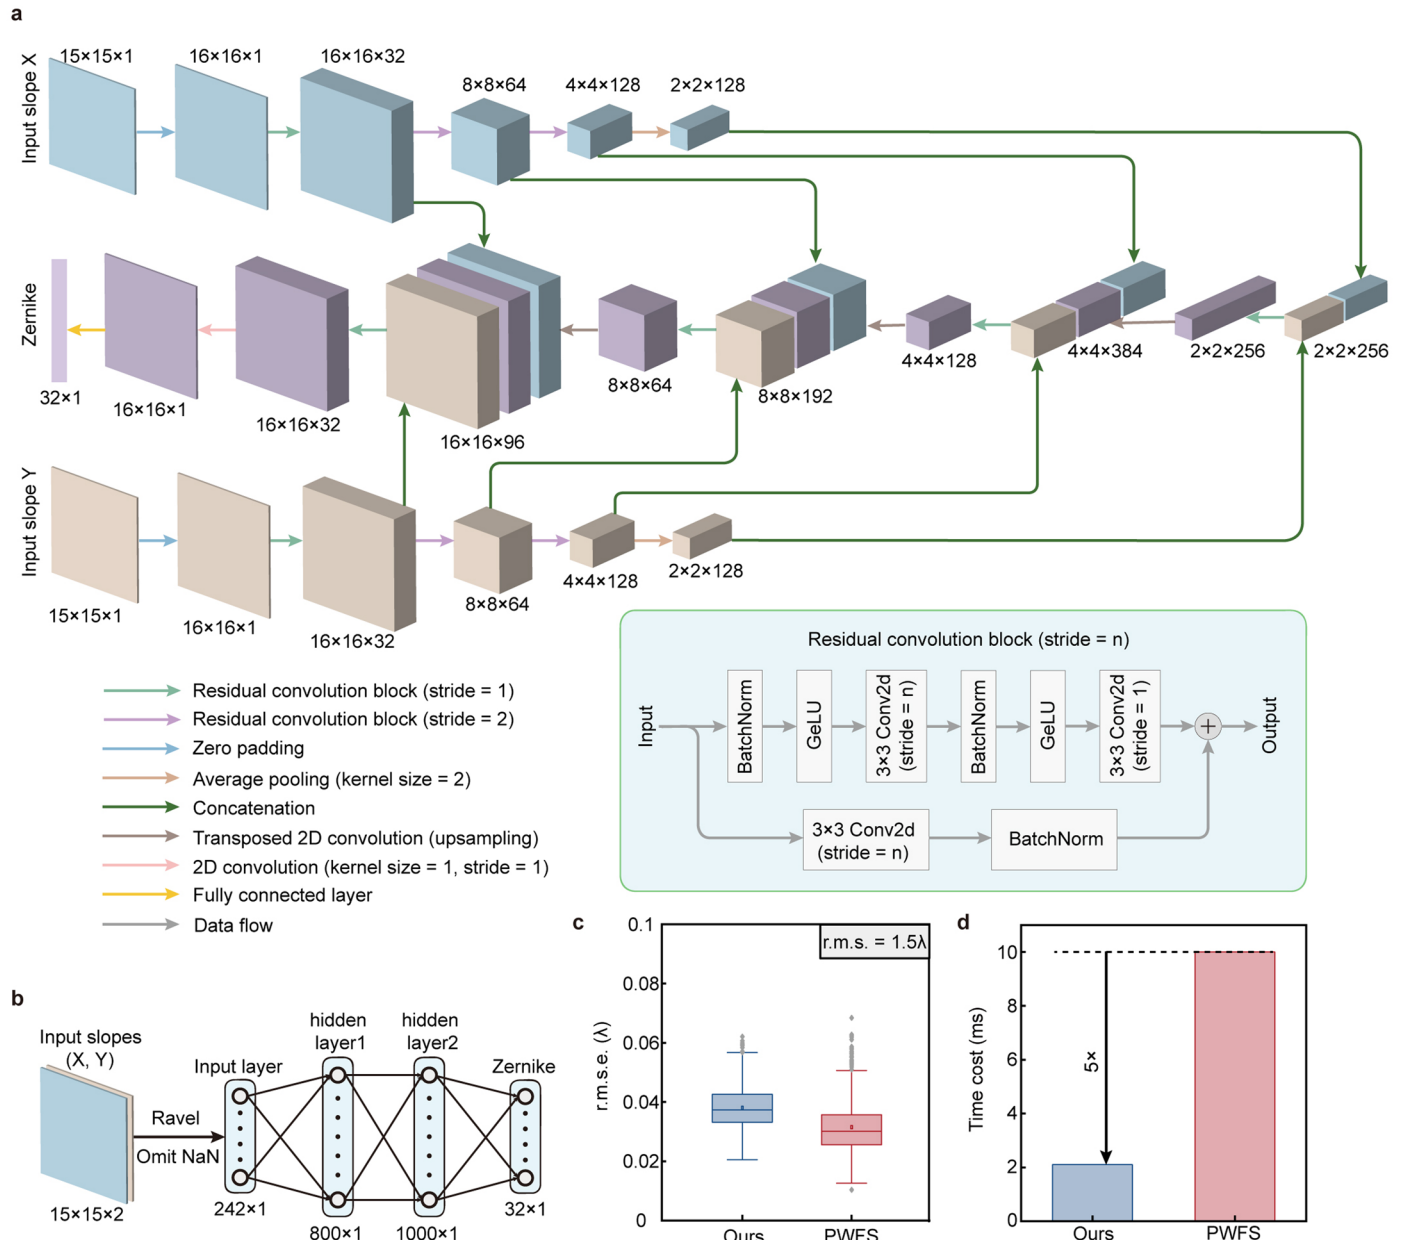 a
Input slope X
15×15×1
16×16×1
16×16×32
8×8×64
4×4×128
2×2×128
Zernike
32×1
16×16×1
16×16×32
16×16×96
8×8×64
8×8×192
4×4×128
4×4×384
2×2×256
2×2×256
Input slope Y
15×15×1
16×16×1
16×16×32
8×8×64
4×4×128
2×2×128
Residual convolution block (stride = 1)
Residual convolution block (stride = 2)
Zero padding
Average pooling (kernel size = 2)
Concatenation
Transposed 2D convolution (upsampling)
2D convolution (kernel size = 1, stride = 1)
Fully connected layer
Data flow
Residual convolution block (stride = n)
Input
BatchNorm
GeLU
3×3 Conv2d
(stride = n)
BatchNorm
GeLU
3×3 Conv2d
(stride = 1)
+
Output
3×3 Conv2d
(stride = n)
BatchNorm
b
Input slopes
(X, Y)
15×15×2
Ravel
Omit NaN
Input layer
242×1
hidden
layer1
800×1
hidden
layer2
1000×1
Zernike
32×1
c
r.m.s.e. (λ)
0.1
0.08
0.06
0.04
0.02
0
r.m.s. = 1.5λ
Ours
PWFS
d
Time cost (ms)
10
8
6
4
2
0
5×
Ours
PWFS